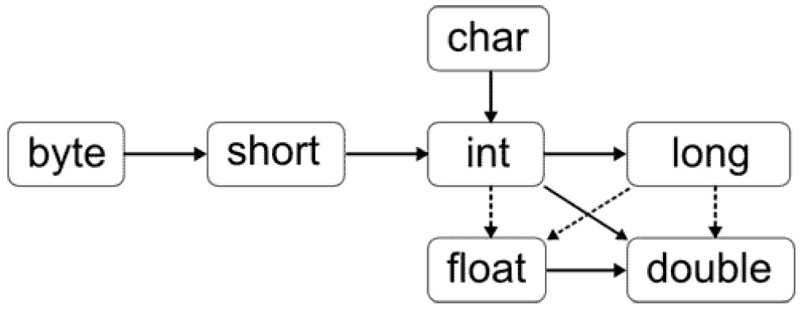 char
byte
short
int
long
float
double